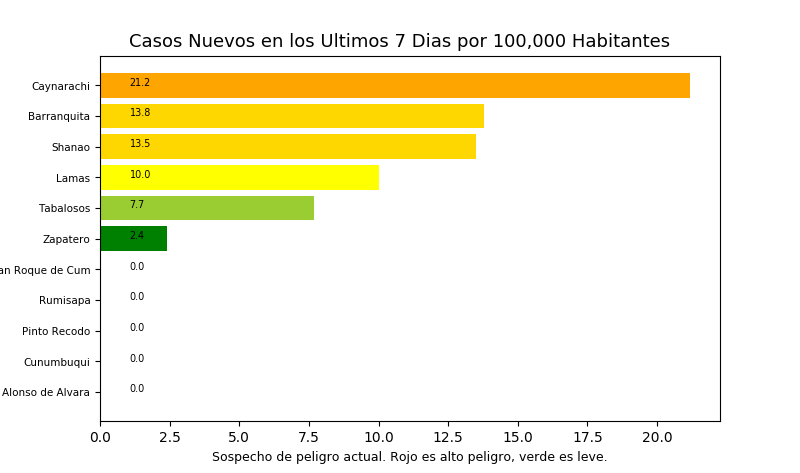 Casos Nuevos en los Ultimos 7 Dias por 100,000 Habitantes
Caynarachi 21.2
Barranquita 13.8
Shanao 13.5
Lamas 10.0
Tabalosos 7.7
Zapatero 2.4
an Roque de Cum 0.0
Rumisapa 0.0
Pinto Recodo 0.0
Cunumbuqui 0.0
Alonso de Alvara 0.0
0.0 2.5 5.0 7.5 10.0 12.5 15.0 17.5 20.0
Sospecho de peligro actual. Rojo es alto peligro, verde es leve.